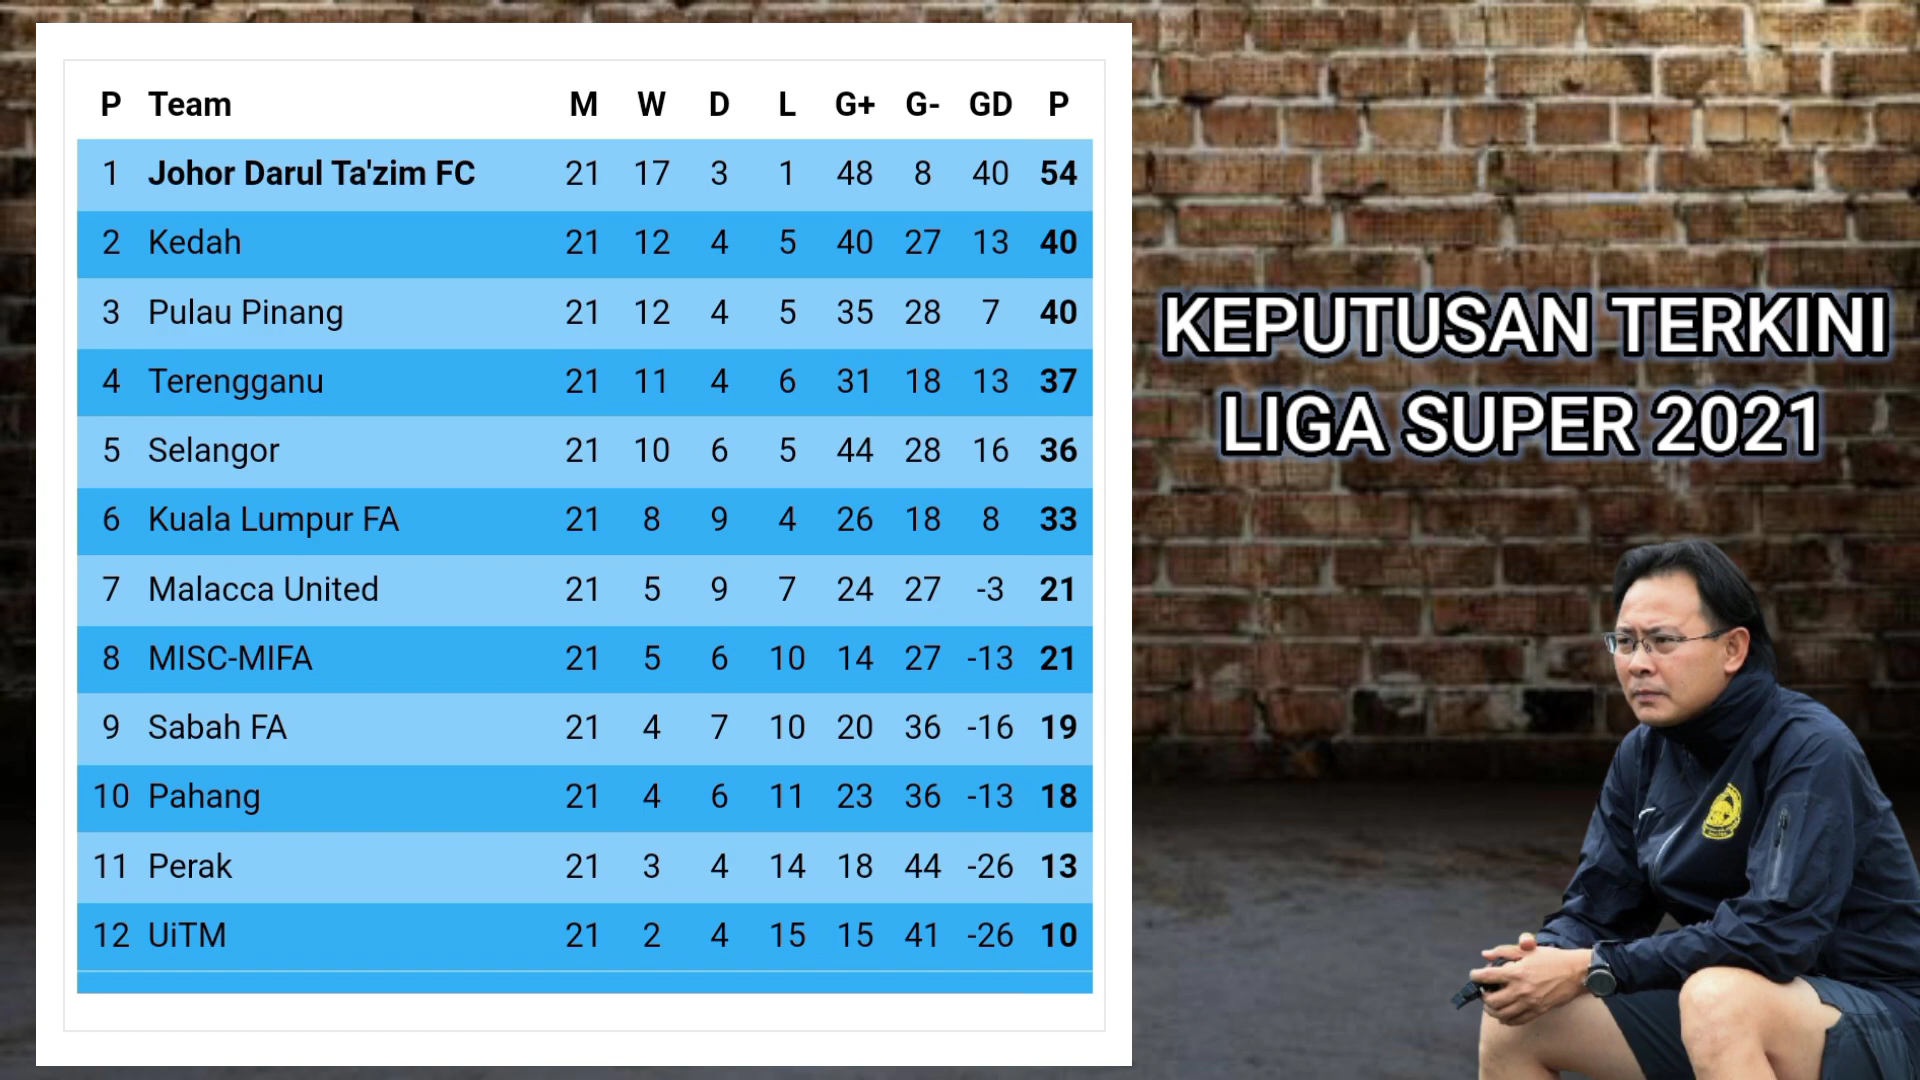 P Team M W D L G+ G- GD P
1 Johor Darul Ta'zim FC 21 17 3 1 48 8 40 54
2 Kedah 21 12 4 5 40 27 13 40
3 Pulau Pinang 21 12 4 5 35 28 7 40
4 Terengganu 21 11 4 6 31 18 13 37
5 Selangor 21 10 6 5 44 28 16 36
6 Kuala Lumpur FA 21 8 9 4 26 18 8 33
7 Malacca United 21 5 9 7 24 27 -3 21
8 MISC-MIFA 21 5 6 10 14 27 -13 21
9 Sabah FA 21 4 7 10 20 36 -16 19
10 Pahang 21 4 6 11 23 36 -13 18
11 Perak 21 3 4 14 18 44 -26 13
12 UiTM 21 2 4 15 15 41 -26 10
KEPUTUSAN TERKINI
LIGA SUPER 2021